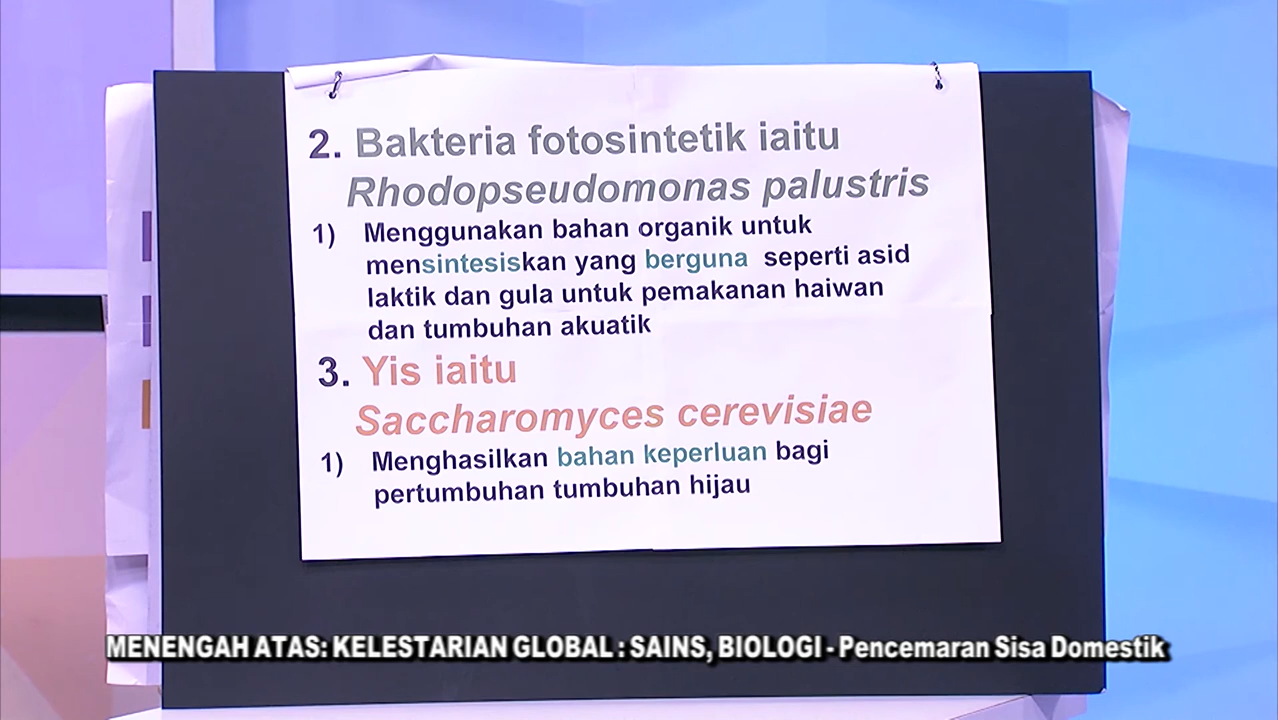 2. Bakteria fotosintetik iaitu
Rhodopseudomonas palustris
1) Menggunakan bahan organik untuk
mensintesiskan yang berguna seperti asid
laktik dan gula untuk pemakanan haiwan
dan tumbuhan akuatik
3. Yis iaitu
Saccharomyces cerevisiae
1) Menghasilkan bahan keperluan bagi
pertumbuhan tumbuhan hijau
MENENGAH ATAS: KELESTARIAN GLOBAL : SAINS, BIOLOGI - Pencemaran Sisa Domestik